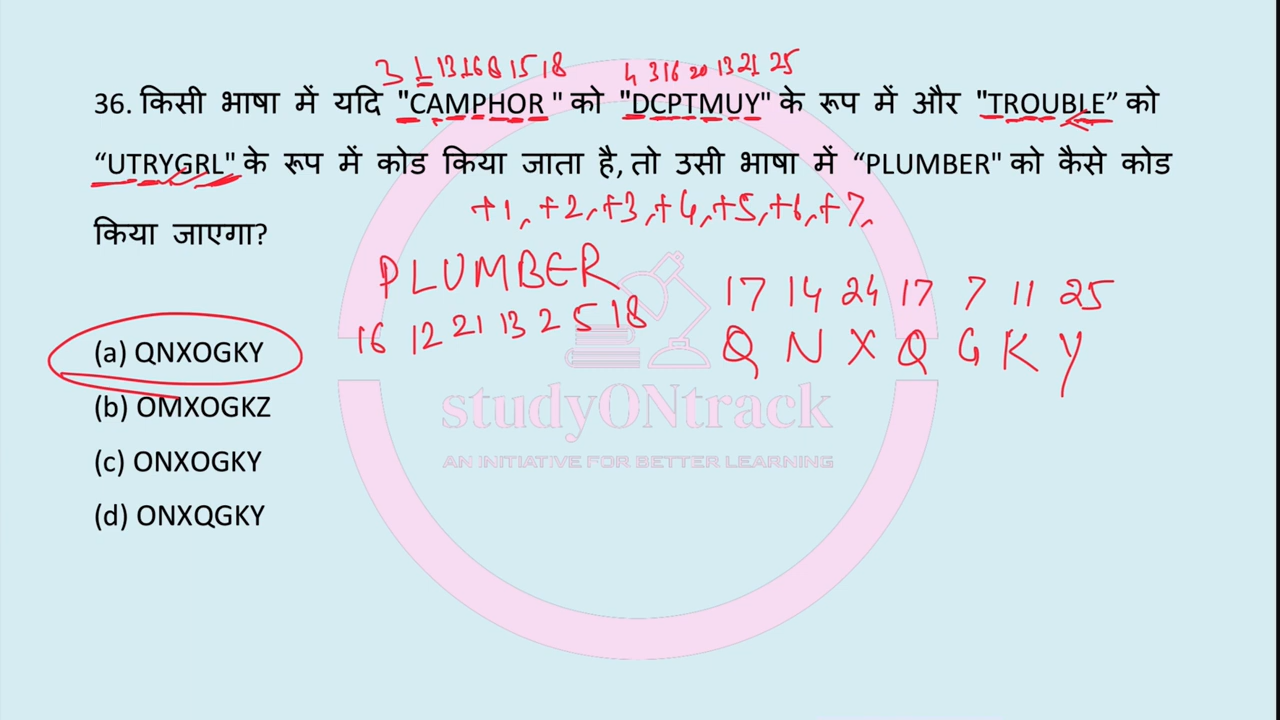 3 1 13 16 8 15 18 4 3 16 20 13 21 25
36. किसी भाषा में यदि "CAMPHOR " को "DCPTMUY" के रूप में और "TROUBLE” को
“UTRYGRL" के रूप में कोड किया जाता है, तो उसी भाषा में “PLUMBER" को कैसे कोड
+1, +2, +3, +4, +5, +6, +7,
किया जाएगा?
PLUMBER
17 14 24 17 7 11 25
16 12 21 13 2 5 18
(a) QNXOGKY
Q N X Q G K Y
(b) OMXOGKZ
studyONtrack
AN INITIATIVE FOR BETTER LEARNING
(c) ONXOGKY
(d) ONXQGKY